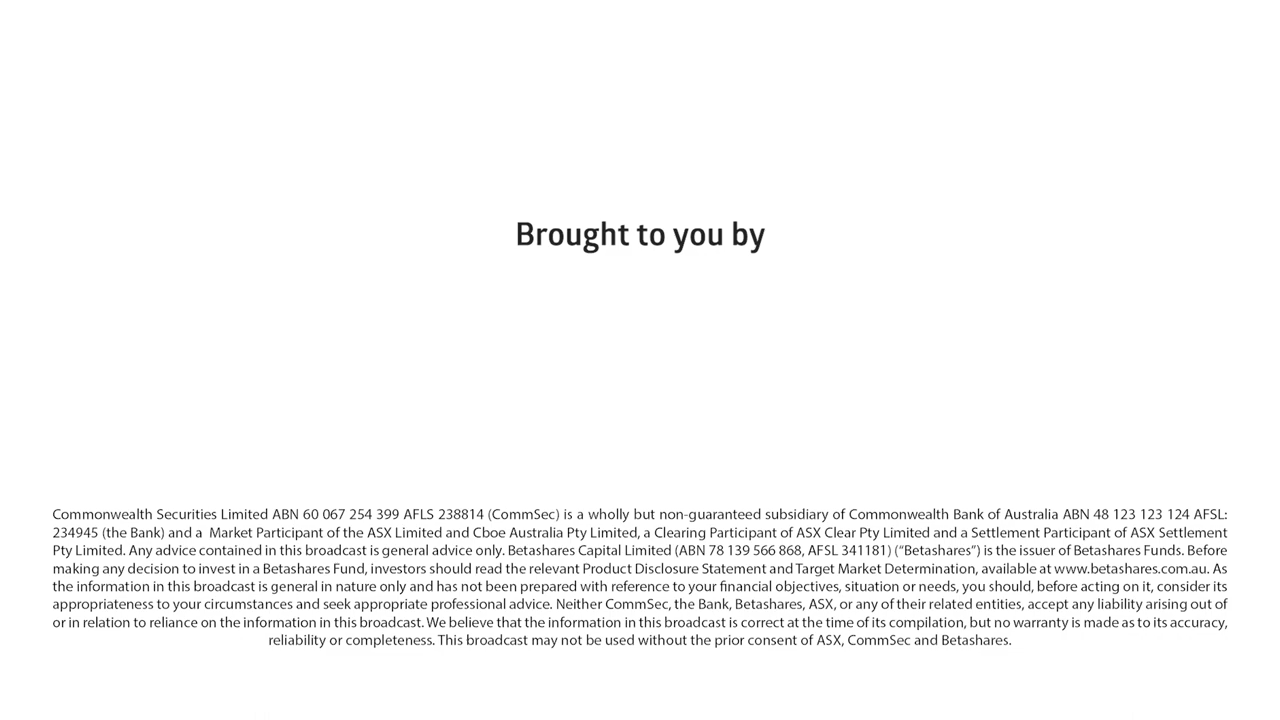 Brought to you by
Commonwealth Securities Limited ABN 60 067 254 399 AFLS 238814 (CommSec) is a wholly but non-guaranteed subsidiary of Commonwealth Bank of Australia ABN 48 123 123 124 AFSL:
234945 (the Bank) and a  Market Participant of the ASX Limited and Cboe Australia Pty Limited, a Clearing Participant of ASX Clear Pty Limited and a Settlement Participant of ASX Settlement
Pty Limited. Any advice contained in this broadcast is general advice only. Betashares Capital Limited (ABN 78 139 566 868, AFSL 341181) (“Betashares”) is the issuer of Betashares Funds. Before
making any decision to invest in a Betashares Fund, investors should read the relevant Product Disclosure Statement and Target Market Determination, available at www.betashares.com.au. As
the information in this broadcast is general in nature only and has not been prepared with reference to your financial objectives, situation or needs, you should, before acting on it, consider its
appropriateness to your circumstances and seek appropriate professional advice. Neither CommSec, the Bank, Betashares, ASX, or any of their related entities, accept any liability arising out of
or in relation to reliance on the information in this broadcast. We believe that the information in this broadcast is correct at the time of its compilation, but no warranty is made as to its accuracy,
reliability or completeness. This broadcast may not be used without the prior consent of ASX, CommSec and Betashares.